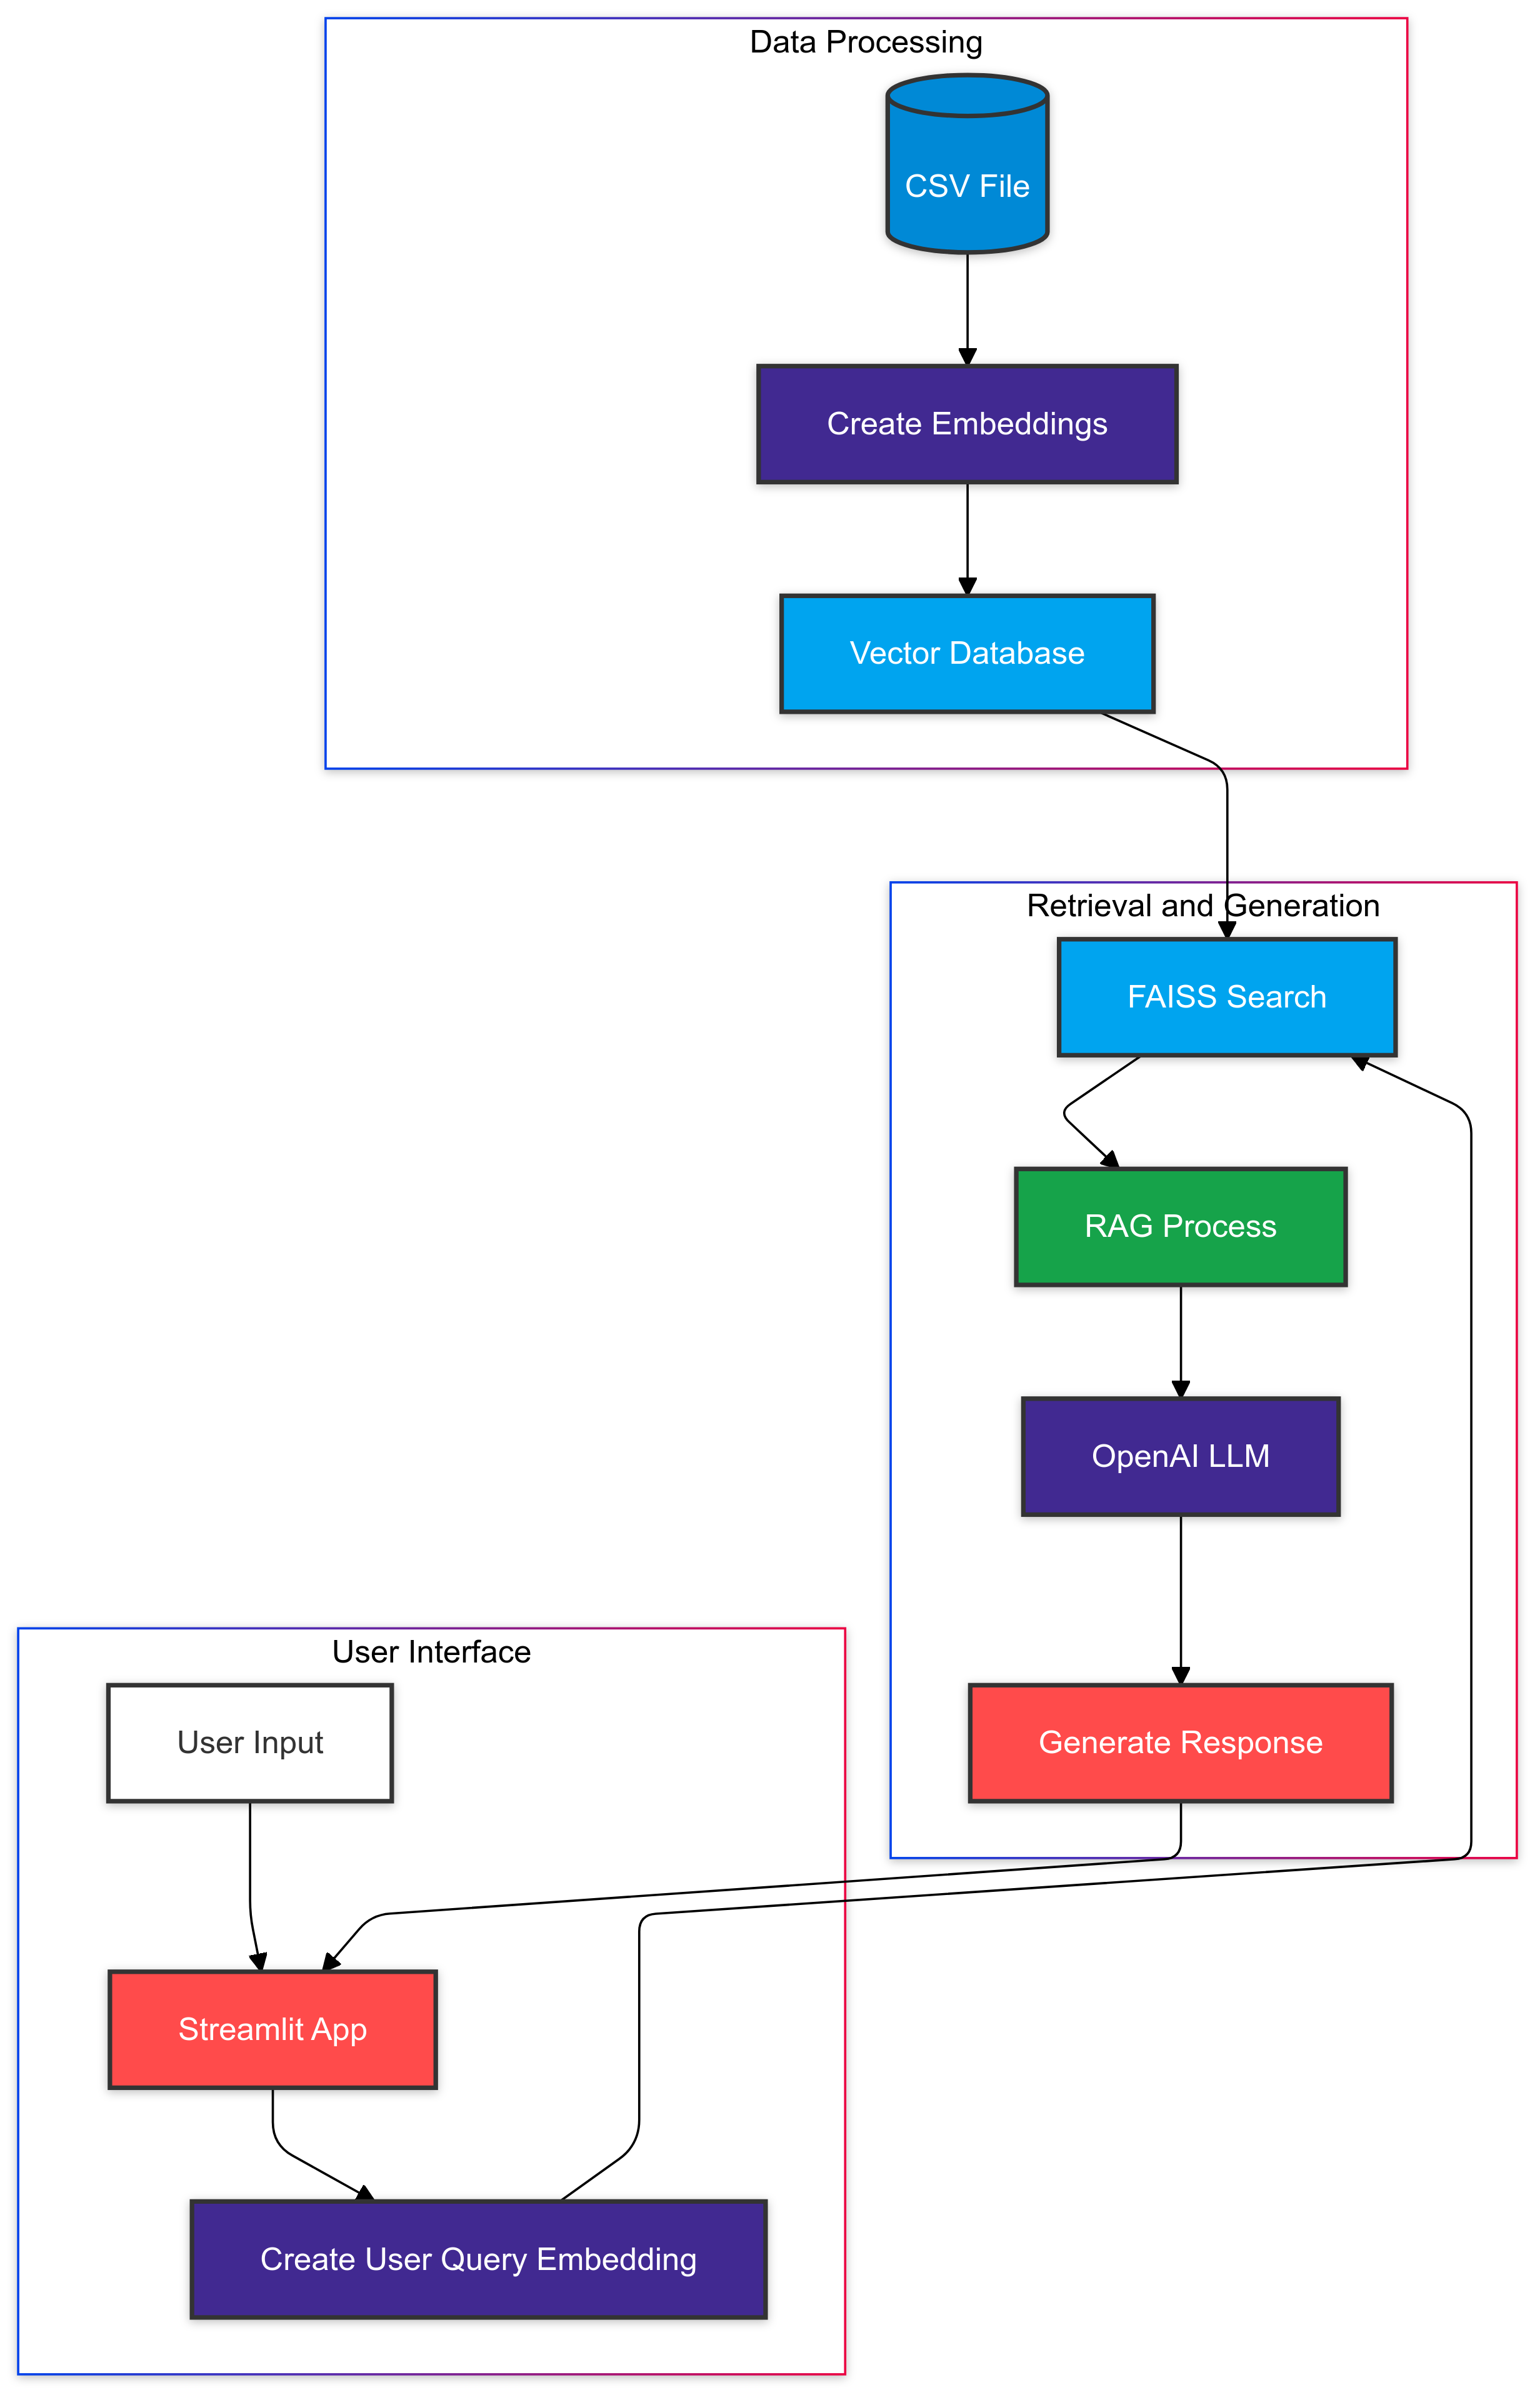 Data Processing
CSV File
Create Embeddings
Vector Database
Retrieval and Generation
FAISS Search
RAG Process
OpenAI LLM
Generate Response
User Interface
User Input
Streamlit App
Create User Query Embedding